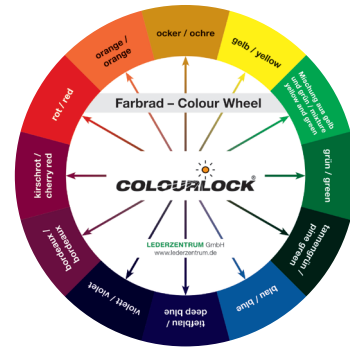 ocker / ochre
gelb / yellow
Mischung aus gelb
und grün / mixture
yellow and green
grün / green
tannengrün /
pine green
blau / blue
tiefblau /
deep blue
violett / violet
bordeaux /
bordeaux
kirschrot /
cherry red
rot / red
orange /
orange
Farbrad – Colour Wheel
COLOURLOCK®
LEDERZENTRUM GmbH
www.lederzentrum.de